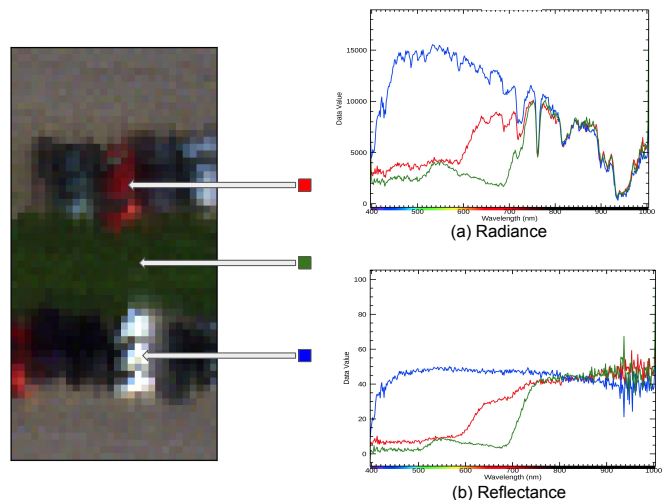 15000
10000
5000
0
Data Value
400 500 600 700 800 900 1000
Wavelength (nm)
(a) Radiance
100
80
60
40
20
0
Data Value
400 500 600 700 800 900 1000
Wavelength (nm)
(b) Reflectance